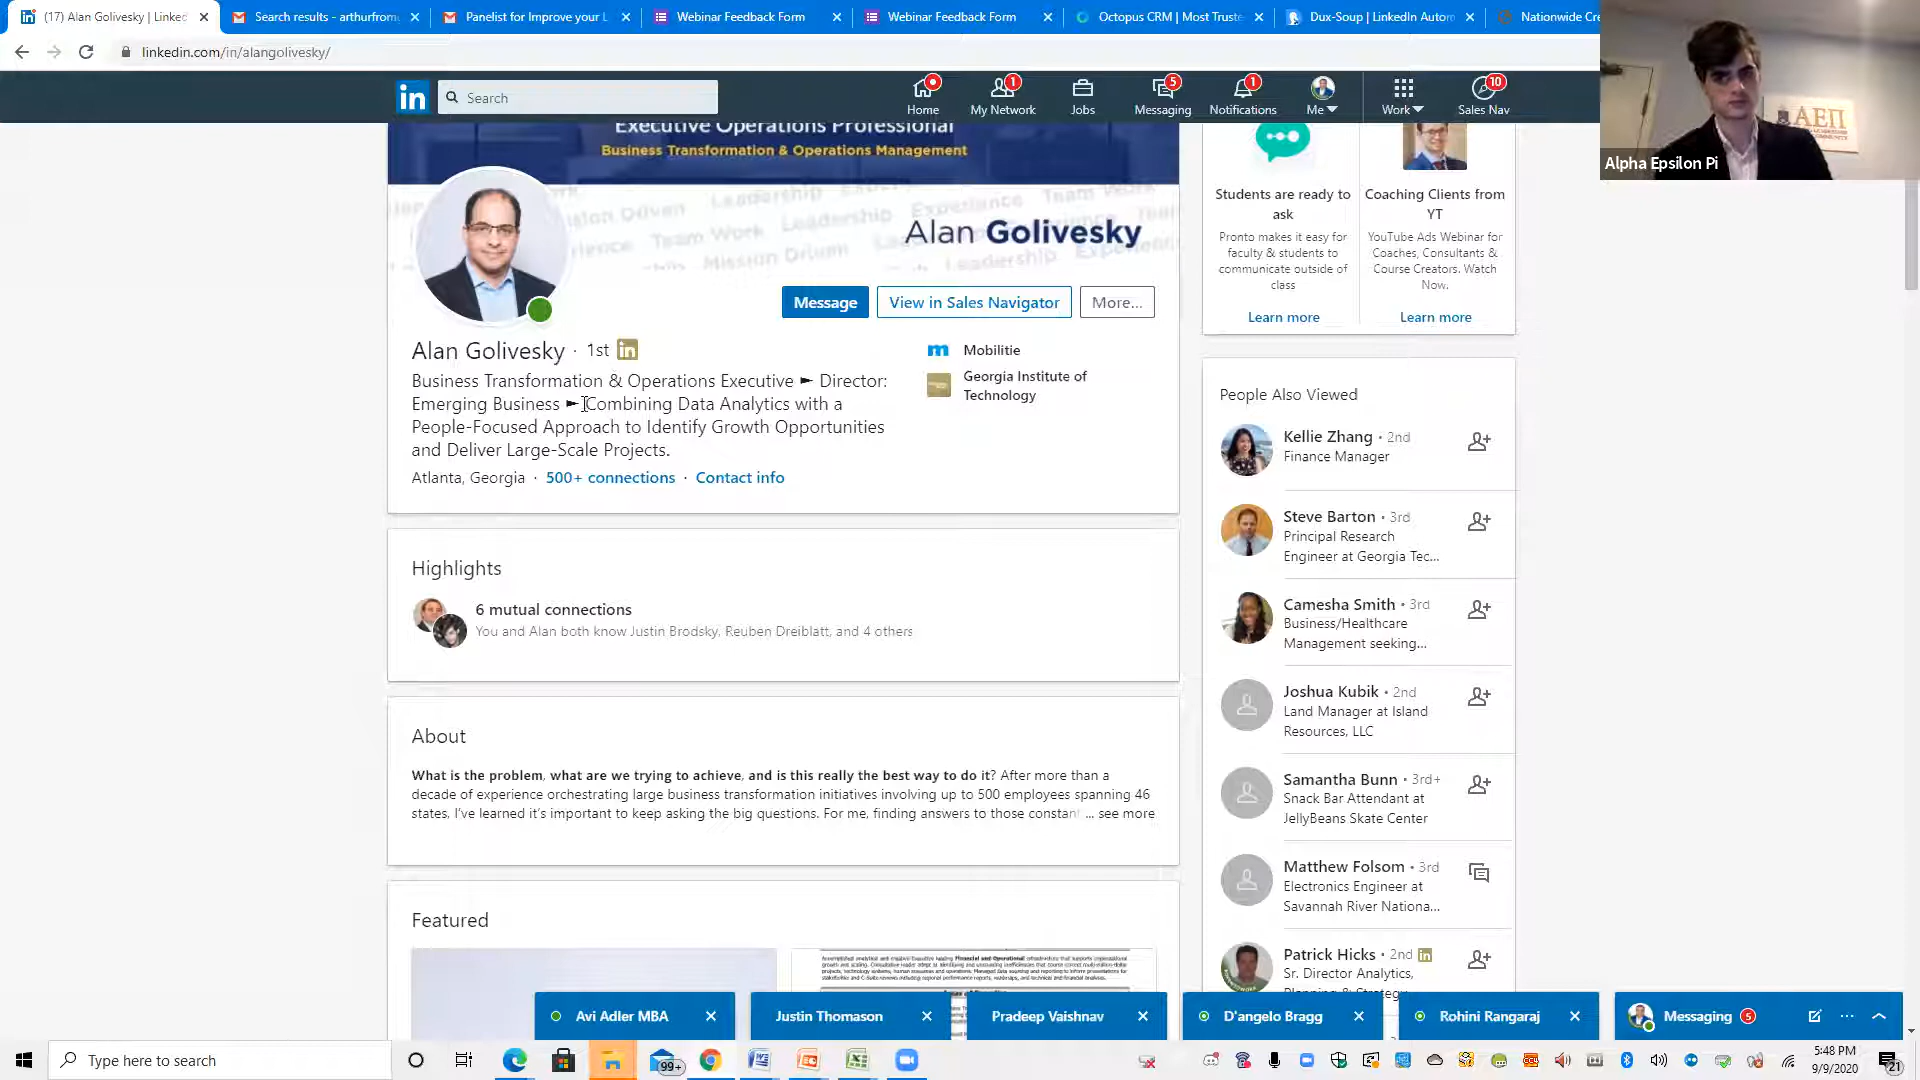 (17) Alan Golivesky | Linked
Search results - arthurfrom
Panelist for Improve your L
Webinar Feedback Form
Webinar Feedback Form
Octopus CRM | Most Truste
Dux-Soup | LinkedIn Autom
Nationwide Cre
linkedin.com/in/alangolivesky/
in
Search
Home
1
My Network
Jobs
5
Messaging
1
Notifications
Me
Work
10
Sales Nav
Alpha Epsilon Pi
ΑΕΠ
Executive Operations Professional
Business Transformation & Operations Management
Alan Golivesky
Message
View in Sales Navigator
More...
Alan Golivesky · 1st in
Business Transformation & Operations Executive ► Director:
Emerging Business ► Combining Data Analytics with a
People-Focused Approach to Identify Growth Opportunities
and Deliver Large-Scale Projects.
Atlanta, Georgia · 500+ connections · Contact info
Mobilitie
Georgia Institute of
Technology
Highlights
6 mutual connections
You and Alan both know Justin Brodsky, Reuben Dreiblatt, and 4 others
About
What is the problem, what are we trying to achieve, and is this really the best way to do it? After more than a
decade of experience orchestrating large business transformation initiatives involving up to 500 employees spanning 46
states, I've learned it's important to keep asking the big questions. For me, finding answers to those constant ... see more
Featured
Students are ready to
ask
Pronto makes it easy for
faculty & students to
communicate outside of
class
Learn more
Coaching Clients from
YT
YouTube Ads Webinar for
Coaches, Consultants &
Course Creators. Watch
Now.
Learn more
People Also Viewed
Kellie Zhang • 2nd
Finance Manager
Steve Barton • 3rd
Principal Research
Engineer at Georgia Tec...
Camesha Smith • 3rd
Business/Healthcare
Management seeking...
Joshua Kubik • 2nd
Land Manager at Island
Resources, LLC
Samantha Bunn • 3rd+
Snack Bar Attendant at
JellyBeans Skate Center
Matthew Folsom • 3rd
Electronics Engineer at
Savannah River Nationa...
Patrick Hicks • 2nd in
Sr. Director Analytics,
Planning & Strategy
Avi Adler MBA
Justin Thomason
Pradeep Vaishnav
D'angelo Bragg
Rohini Rangaraj
Messaging 5
Type here to search
99+
5:48 PM
9/9/2020
21